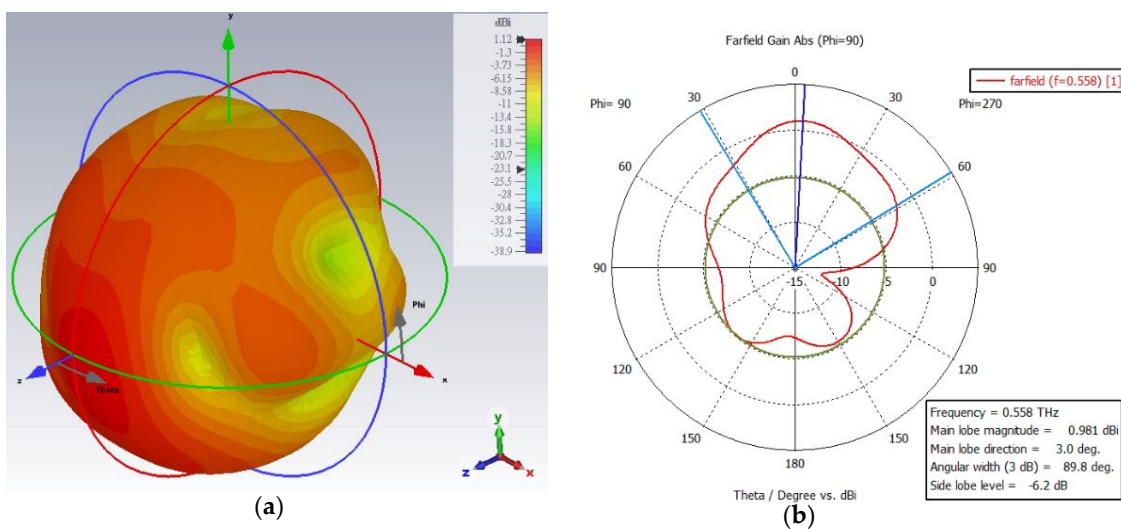 y
dBi
1.12
-1.3
-3.73
-6.15
-8.58
-11
-13.4
-15.8
-18.3
-20.7
-23.1
-25.5
-28
-30.4
-32.8
-35.2
-38.9
Phi
z
Theta
x
y
z
x
(a)
Farfield Gain Abs (Phi=90)
farfield (f=0.558) [1]
0
Phi= 90
30
30
Phi=270
60
60
90
-15
-10
-5
0
90
120
120
150
150
180
Theta / Degree vs. dBi
Frequency = 0.558 THz
Main lobe magnitude = 0.981 dBi
Main lobe direction = 3.0 deg.
Angular width (3 dB) = 89.8 deg.
Side lobe level = -6.2 dB
(b)